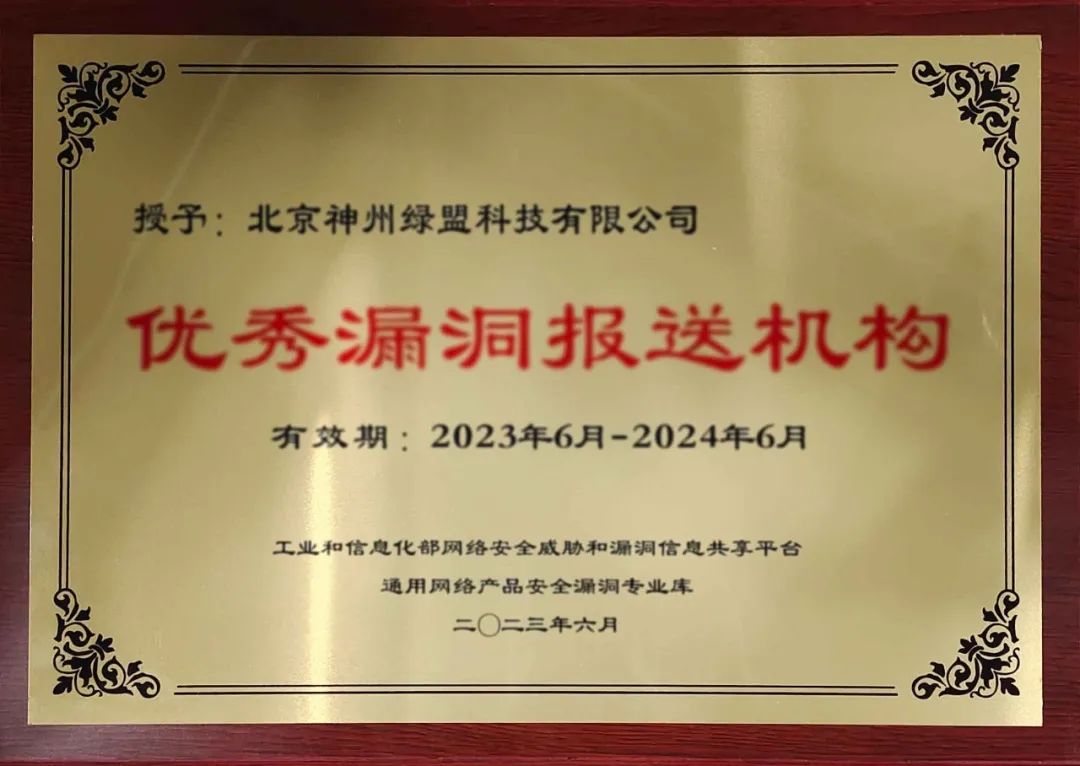 授予：北京神州绿盟科技有限公司
优秀漏洞报送机构
有效期：2023年6月-2024年6月
工业和信息化部网络安全威胁和漏洞信息共享平台
通用网络产品安全漏洞专业库
二〇二三年六月